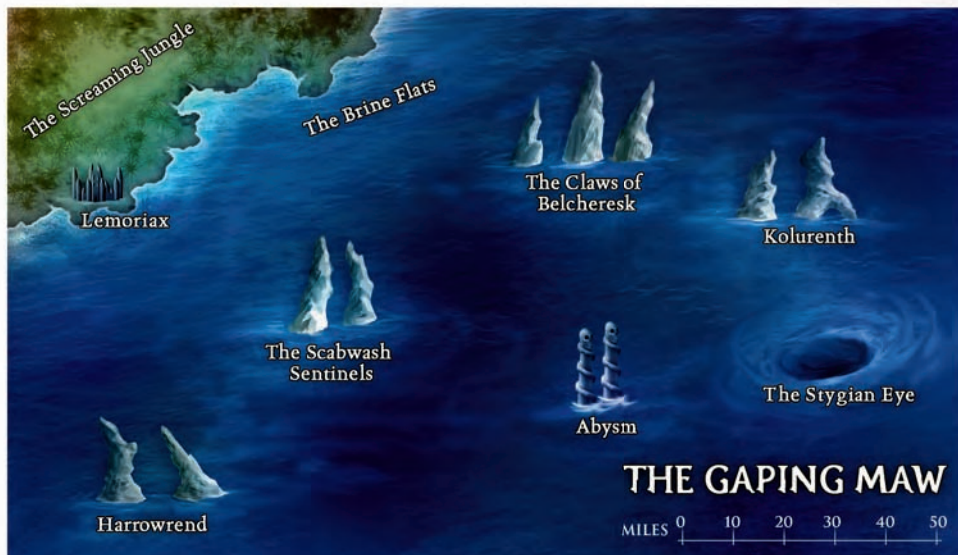 The Screaming Jungle
The Brine Flats
The Claws of
Belcheresk
Lemoriax
Kolurenth
The Scabwash
Sentinels
The Stygian Eye
Abysm
Harrowrend
THE GAPING MAW
MILES 0 10 20 30 40 50